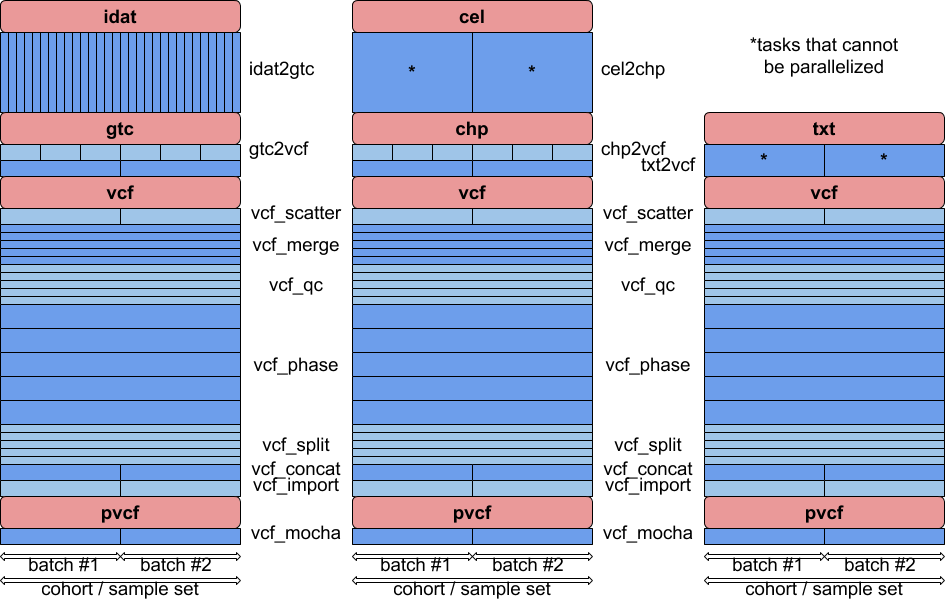 idat
cel
*tasks that cannot
be parallelized
idat2gtc
*
*
cel2chp
gtc
chp
txt
gtc2vcf
chp2vcf
txt2vcf
*
*
vcf
vcf
vcf
vcf_scatter
vcf_scatter
vcf_merge
vcf_merge
vcf_qc
vcf_qc
vcf_phase
vcf_phase
vcf_split
vcf_split
vcf_concat
vcf_concat
vcf_import
vcf_import
pvcf
pvcf
pvcf
vcf_mocha
vcf_mocha
batch #1
batch #2
batch #1
batch #2
batch #1
batch #2
cohort / sample set
cohort / sample set
cohort / sample set